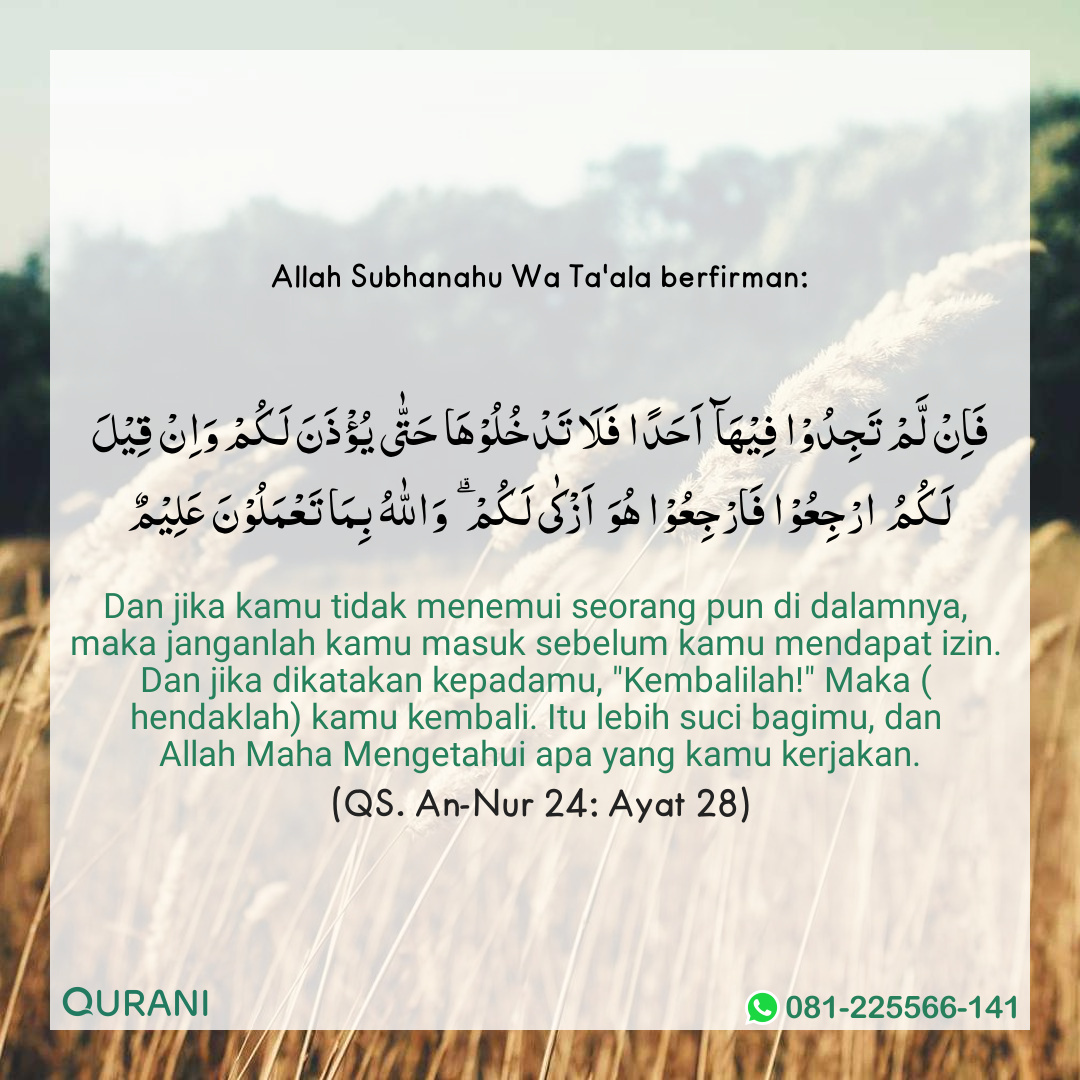 Allah Subhanahu Wa Ta'ala berfirman:
فَاِنْ لَّمْ تَجِدُوْا فِيْهَاۤ اَحَدًا فَلَا تَدْخُلُوْهَا حَتّٰى يُؤْذَنَ لَـكُمْ وَاِنْ قِيْلَ
لَـكُمُ ارْجِعُوْا فَارْجِعُوْا هُوَ اَزْكٰى لَـكُمْ ۗ وَاللّٰهُ بِمَا تَعْمَلُوْنَ عَلِيْمٌ
Dan jika kamu tidak menemui seorang pun di dalamnya,
maka janganlah kamu masuk sebelum kamu mendapat izin.
Dan jika dikatakan kepadamu, "Kembalilah!" Maka (
hendaklah) kamu kembali. Itu lebih suci bagimu, dan
Allah Maha Mengetahui apa yang kamu kerjakan.
(QS. An-Nur 24: Ayat 28)
QURANI
081-225566-141